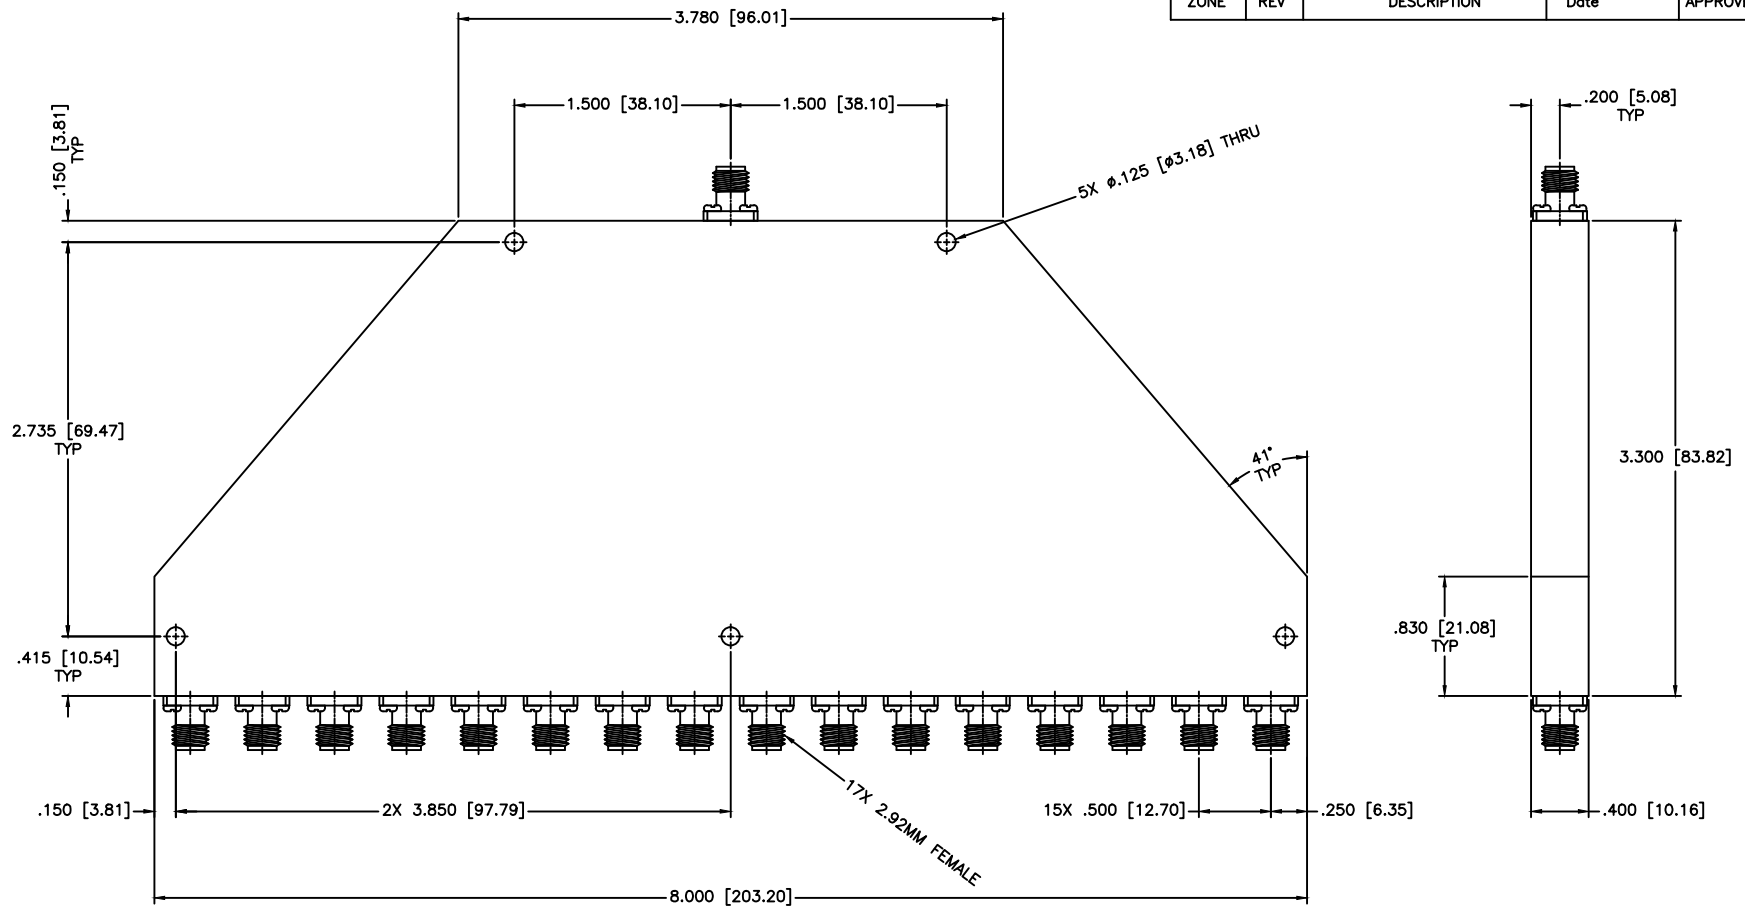 ZONE REV DESCRIPTION Date
3.780 [96.01]
1.500 [38.10] 1.500 [38.10]
.200 [5.08]
TYP
.150 [3.81]
TYP
5X ø.125 [ø3.18] THRU
2.735 [69.47]
TYP
41°
TYP
3.300 [83.82]
.830 [21.08]
TYP
.415 [10.54]
TYP
.150 [3.81] 2X 3.850 [97.79] 15X .500 [12.70] .250 [6.35] .400 [10.16]
17X 2.92MM FEMALE
8.000 [203.20]